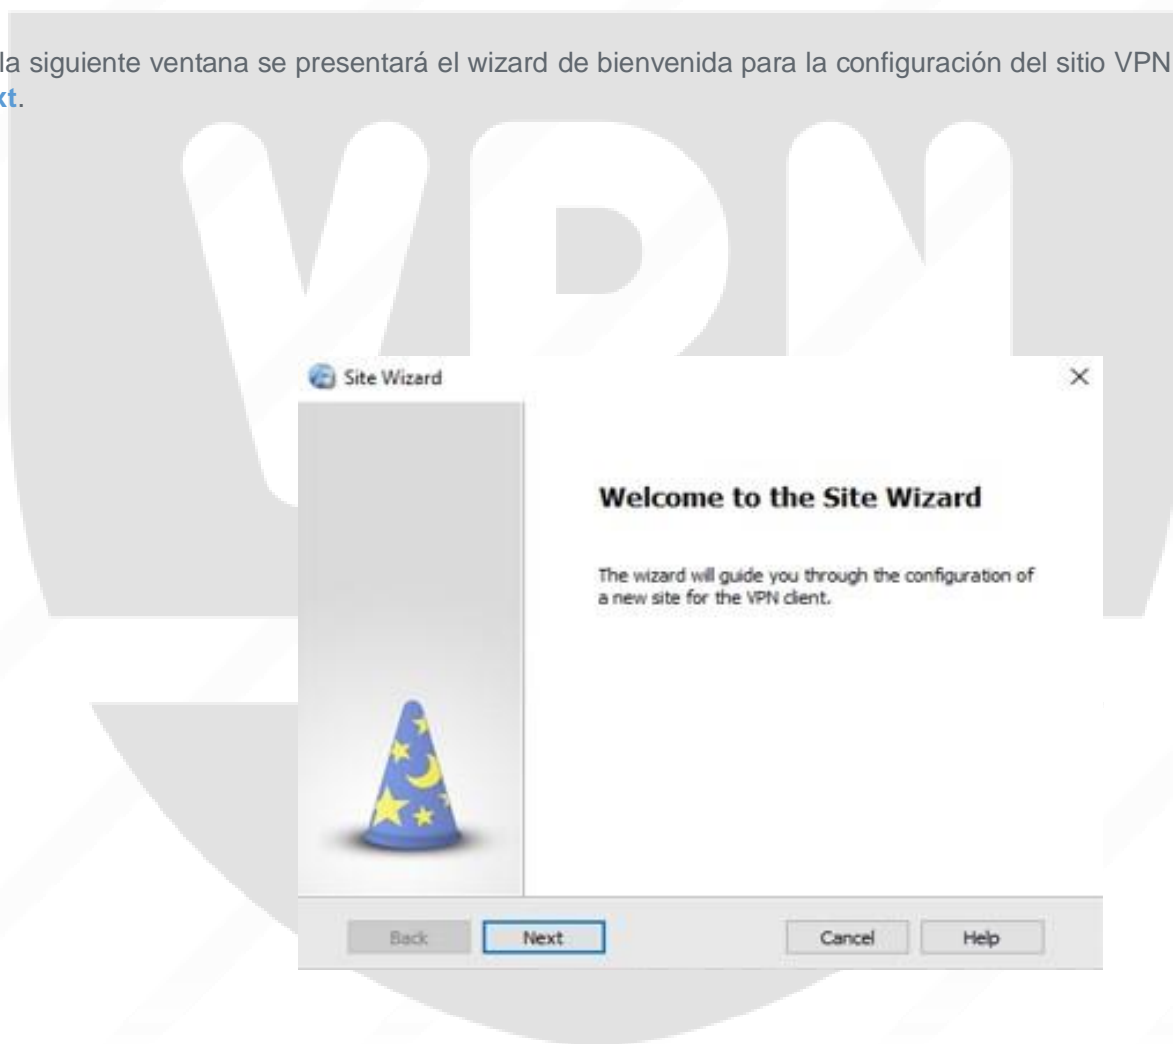 la siguiente ventana se presentará el wizard de bienvenida para la configuración del sitio VPN
xt.
VPN
Site Wizard
Welcome to the Site Wizard
The wizard will guide you through the configuration of
a new site for the VPN client.
Back Next Cancel Help